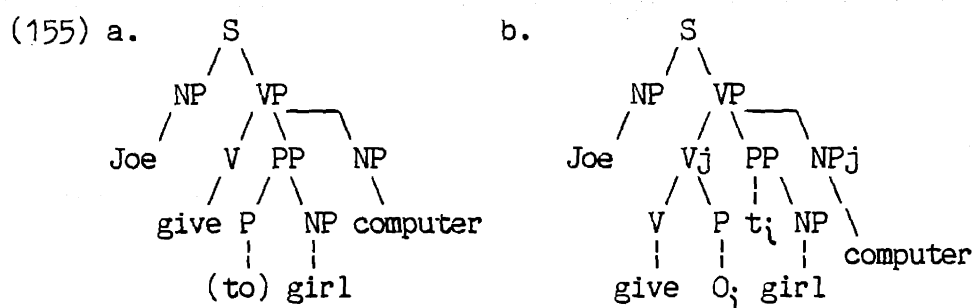 (155) a. S b. S
NP VP NP VP
Joe V PP NP Joe Vj PP NPj
give P NP computer V P ti NP computer
(to) girl give Oi girl